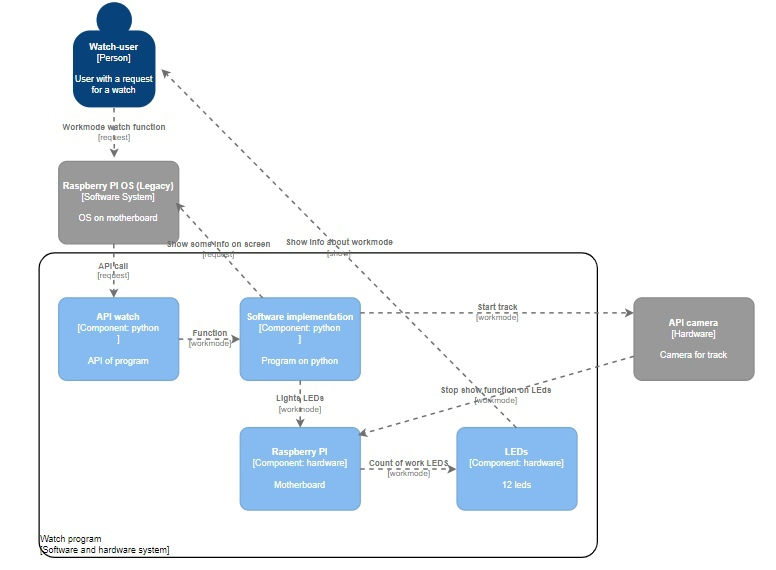 Watch-user
[Person]
User with a request
for a watch
Workmode watch function
[request]
Raspberry PI OS (Legacy)
[Software System]
OS on motherboard
Show some info on screen
[request]
Show info about workmode
[show]
API call
[request]
API watch
[Component: python
]
API of program
Function
[workmode]
Software implementation
[Component: python
]
Program on python
Start track
[workmode]
API camera
[Hardware]
Camera for track
Lights LEDs
[workmode]
Stop show function on LEds
[workmode]
Raspberry PI
[Component: hardware]
Motherboard
Count of work LEDS
[workmode]
LEDs
[Component: hardware]
12 leds
Watch program
[Software and hardware system]